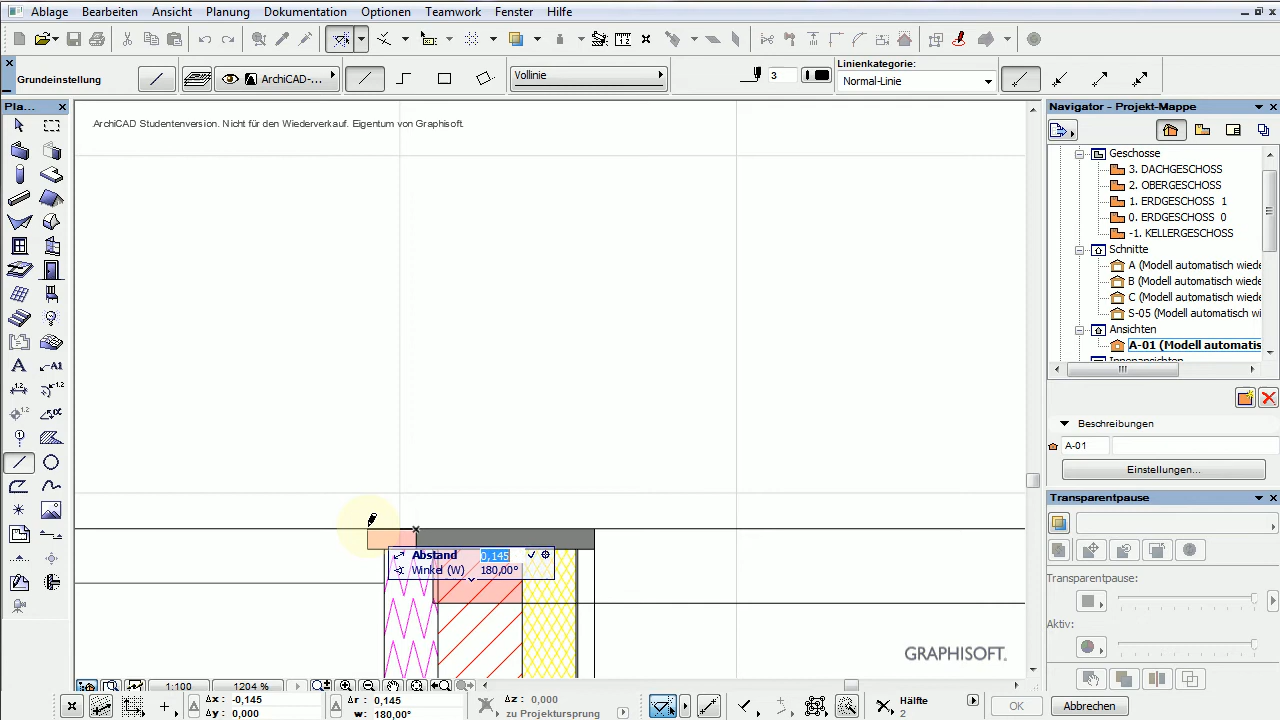 Ablage Bearbeiten Ansicht Planung Dokumentation Optionen Teamwork Fenster Hilfe
Grundeinstellung
ArchiCAD-...
Vollinie
3
Linienkategorie:
Normal-Linie
Pla...
Navigator - Projekt-Mappe
ArchiCAD Studentenversion. Nicht für den Wiederverkauf. Eigentum von Graphisoft.
Geschosse
3. DACHGESCHOSS
2. OBERGESCHOSS
1. ERDGESCHOSS 1
0. ERDGESCHOSS 0
-1. KELLERGESCHOSS
Schnitte
A (Modell automatisch wiede
B (Modell automatisch wiede
C (Modell automatisch wiede
S-05 (Modell automatisch wi
Ansichten
A-01 (Modell automatis
Innenansichten
Beschreibungen
A-01
Einstellungen...
Transparentpause
Transparentpause:
Aktiv:
Abstand 0,145
Winkel (W) 180,00°
GRAPHISOFT.
1:100 1204 %
Δx: -0,145
Δy: 0,000
Δr: 0,145
w: 180,00°
Δz: 0,000
zu Projektursprung
Hälfte
2
OK
Abbrechen